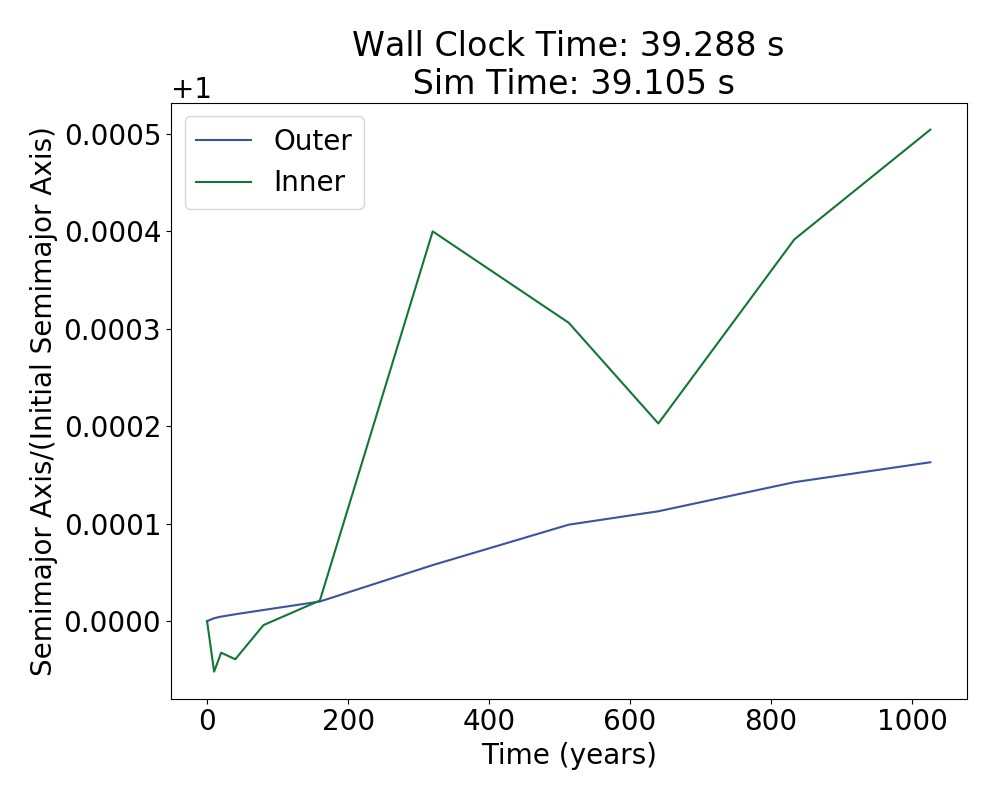 Wall Clock Time: 39.288 s
Sim Time: 39.105 s
+1
Outer
Inner
Semimajor Axis/(Initial Semimajor Axis)
0.0005
0.0004
0.0003
0.0002
0.0001
0.0000
0 200 400 600 800 1000
Time (years)